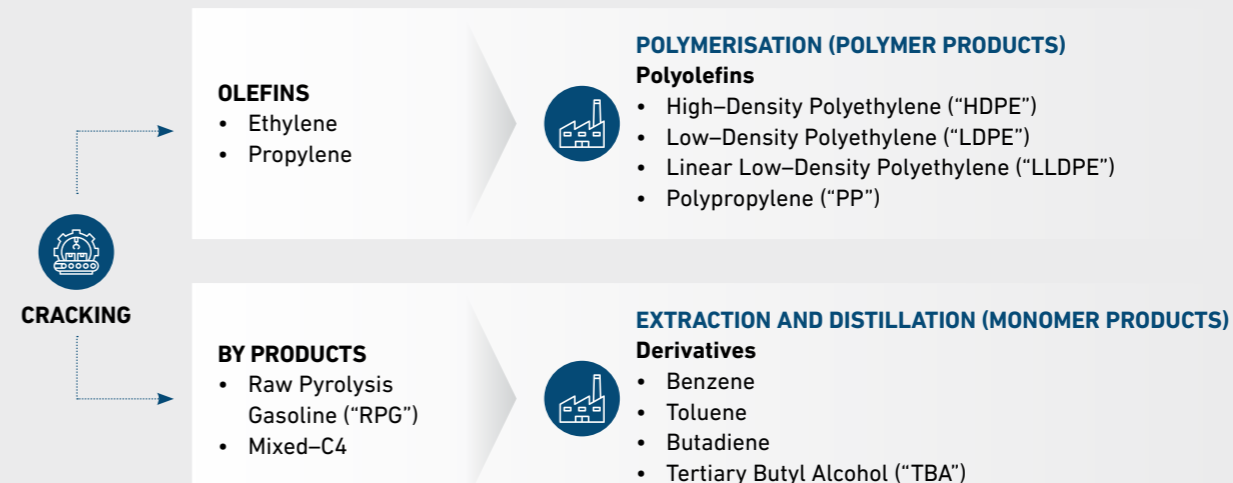 CRACKING
OLEFINS
• Ethylene
• Propylene
POLYMERISATION (POLYMER PRODUCTS)
Polyolefins
• High–Density Polyethylene (“HDPE”)
• Low–Density Polyethylene (“LDPE”)
• Linear Low–Density Polyethylene (“LLDPE”)
• Polypropylene (“PP”)
BY PRODUCTS
• Raw Pyrolysis
Gasoline (“RPG”)
• Mixed–C4
EXTRACTION AND DISTILLATION (MONOMER PRODUCTS)
Derivatives
• Benzene
• Toluene
• Butadiene
• Tertiary Butyl Alcohol (“TBA”)